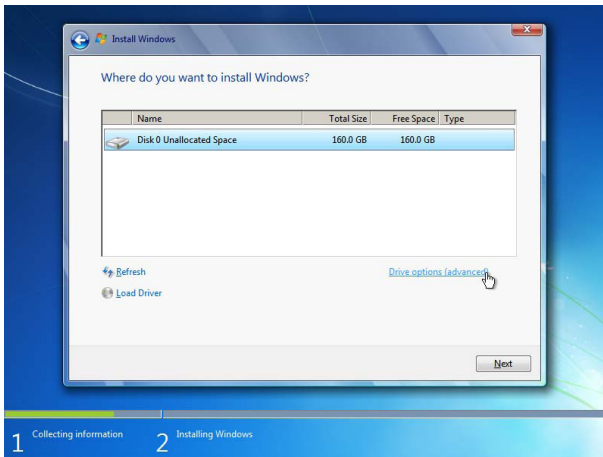 Install Windows
Where do you want to install Windows?
Name Total Size Free Space Type
Disk 0 Unallocated Space 160.0 GB 160.0 GB
Refresh Drive options (advanced)
Load Driver
Next
1 Collecting information 2 Installing Windows